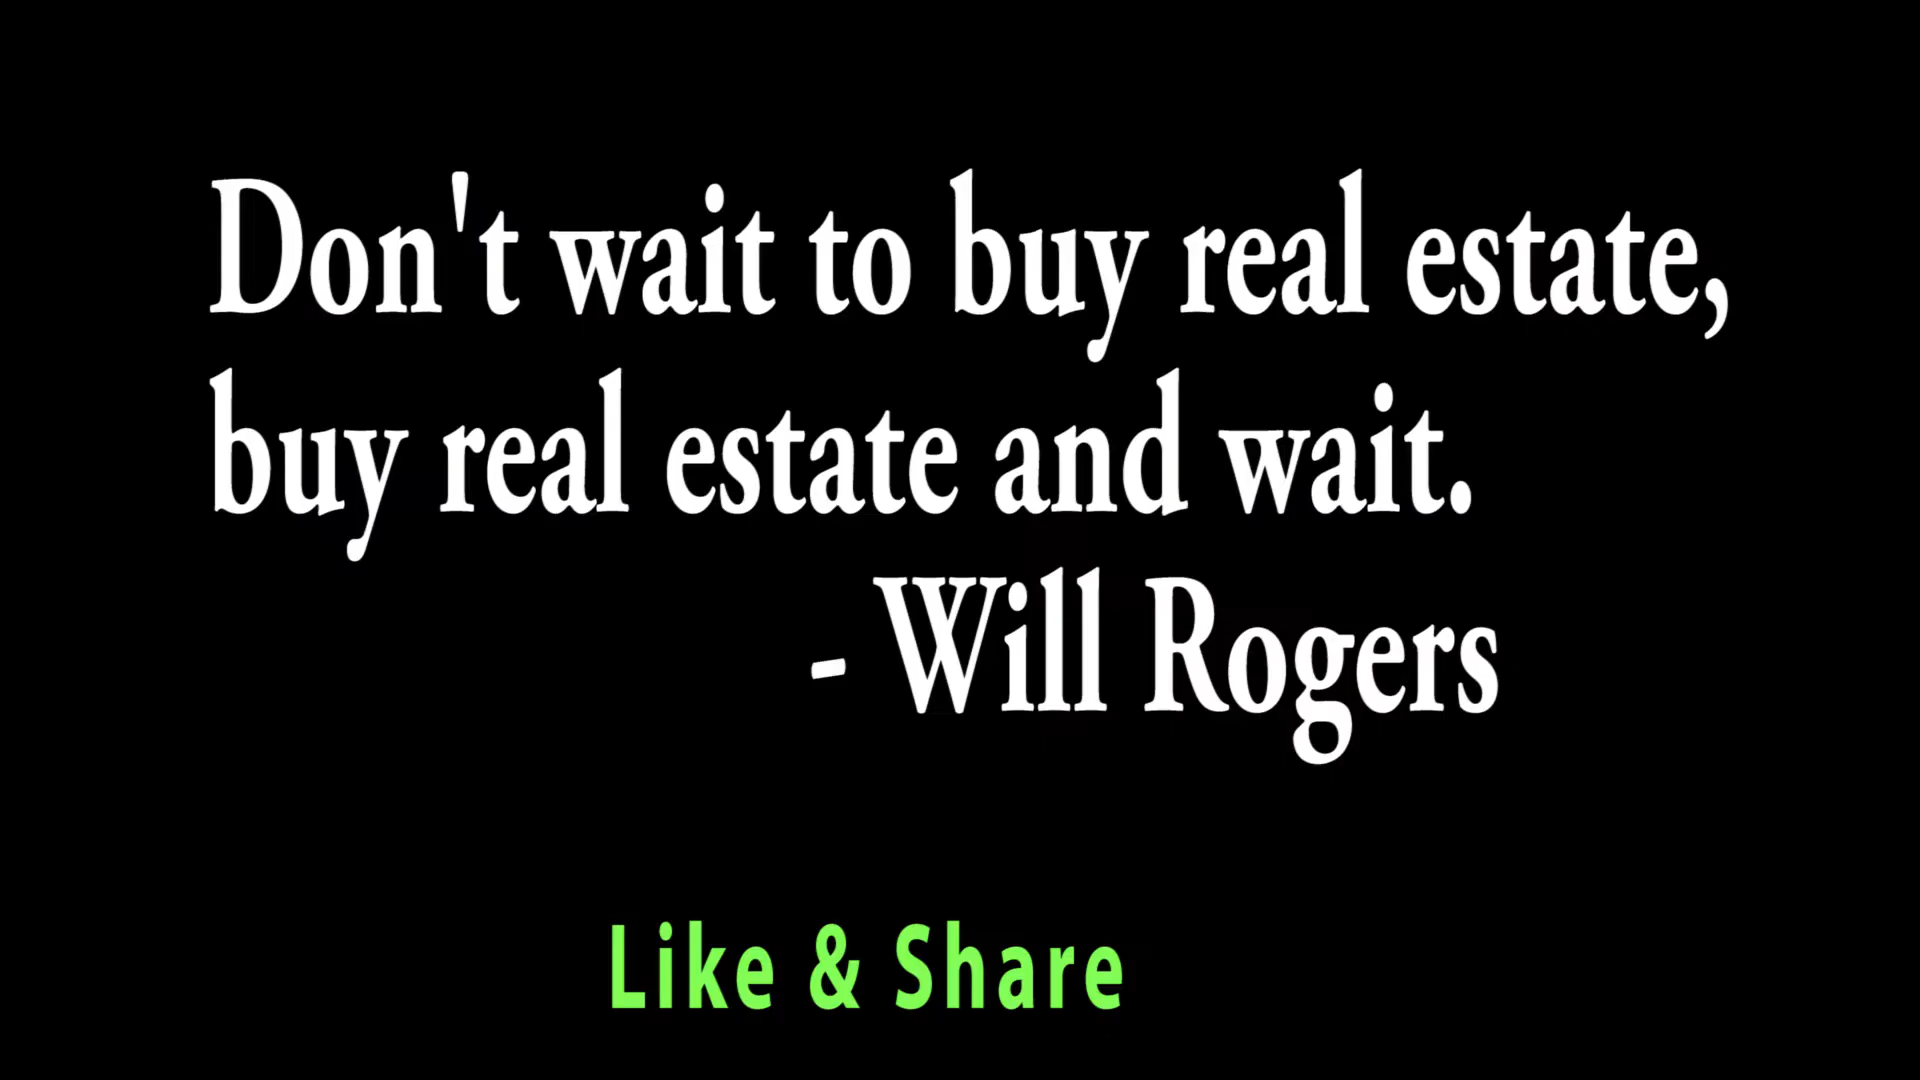 Don't wait to buy real estate,
buy real estate and wait.
- Will Rogers
Like & Share